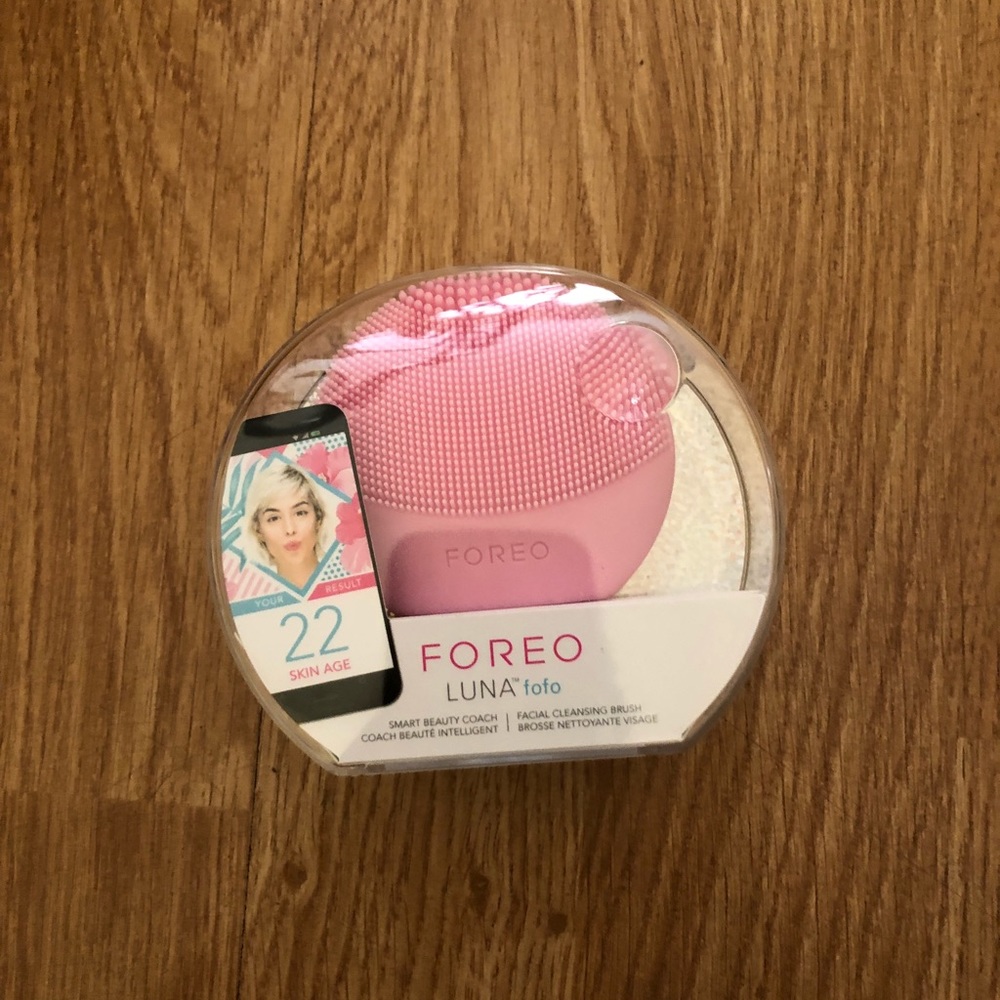 FOREO
YOUR RESULT
22
SKIN AGE
FOREO
LUNA™ fofo
SMART BEAUTY COACH | FACIAL CLEANSING BRUSH
COACH BEAUTÉ INTELLIGENT | BROSSE NETTOYANTE VISAGE